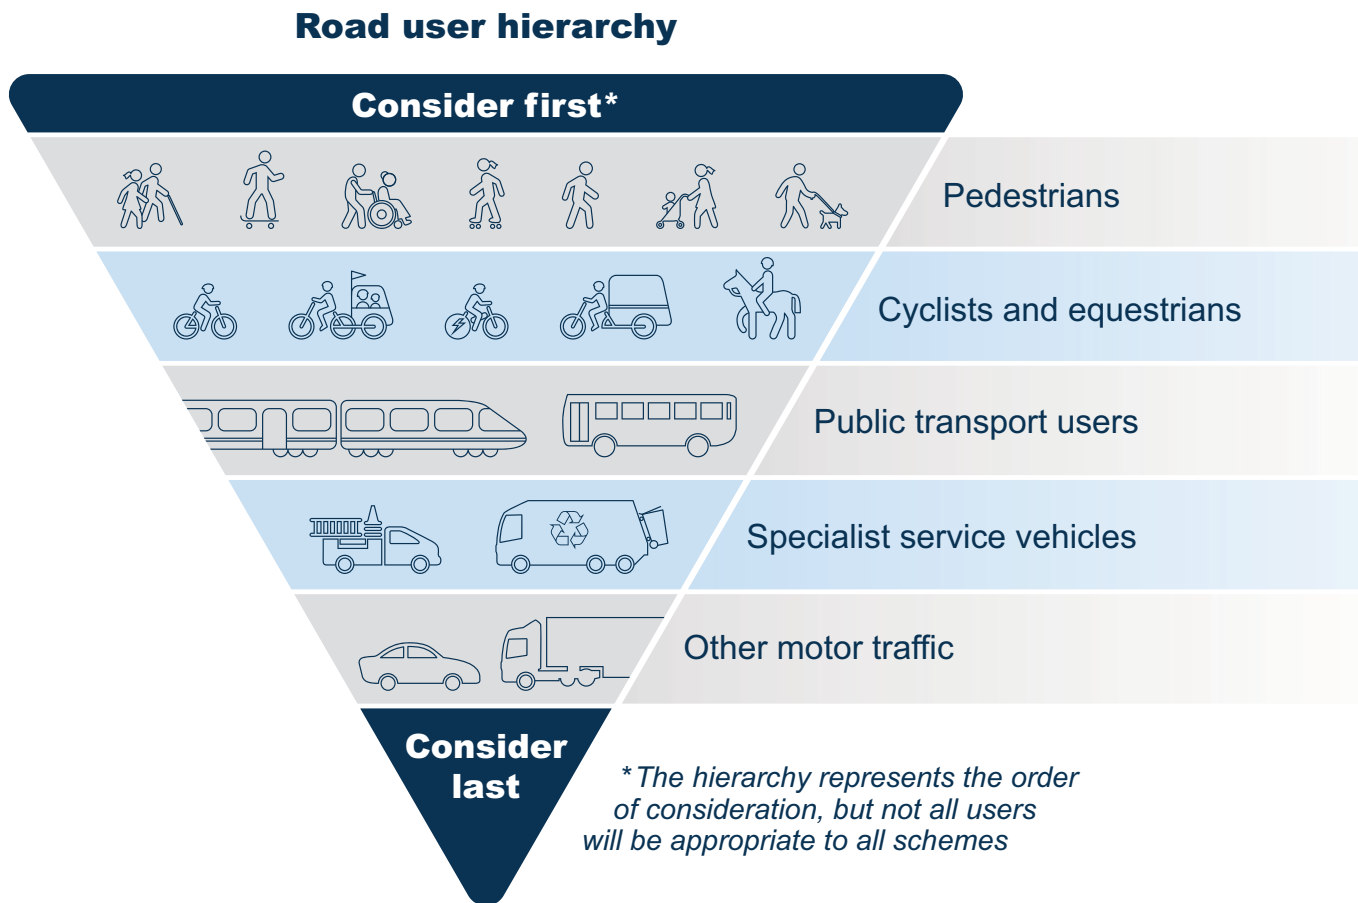 Road user hierarchy
Consider first*
Pedestrians
Cyclists and equestrians
Public transport users
Specialist service vehicles
Other motor traffic
Consider
last
* The hierarchy represents the order
of consideration, but not all users
will be appropriate to all schemes